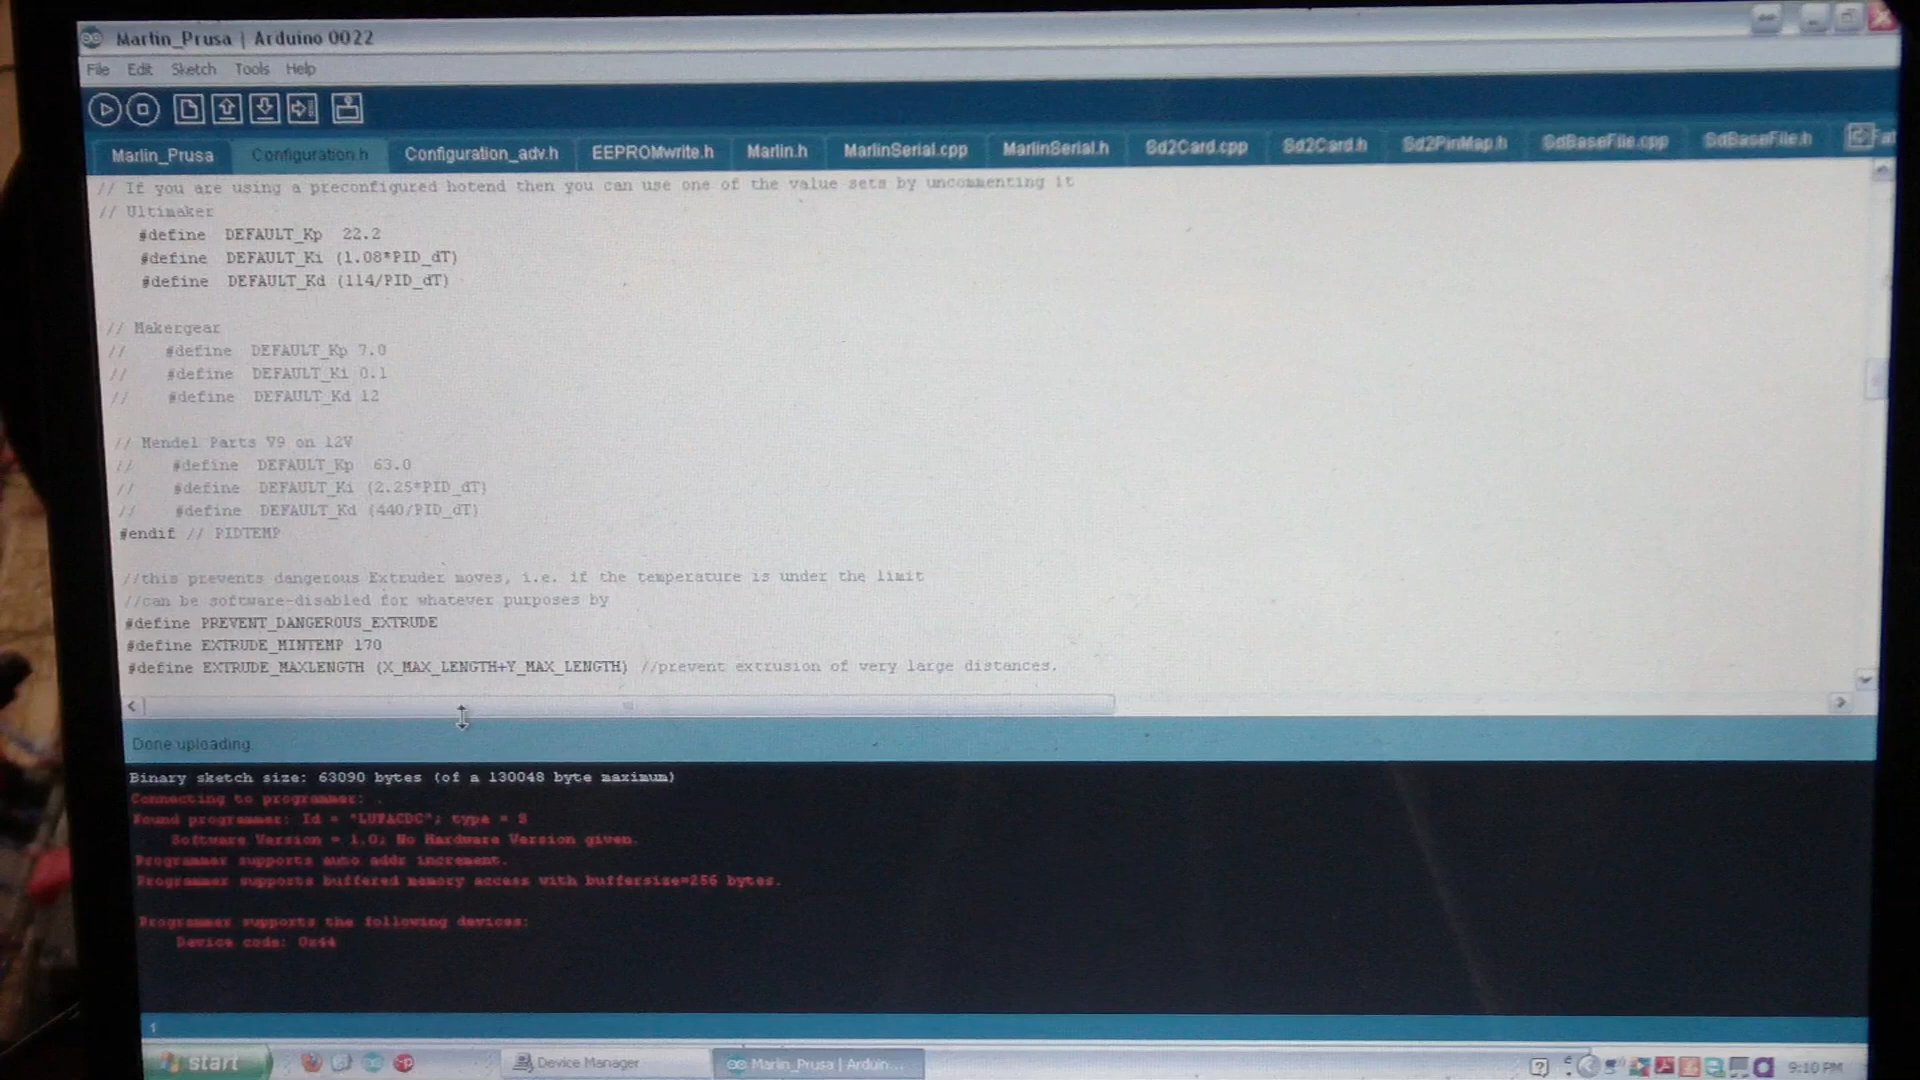 Marlin_Prusa | Arduino 0022
File Edit Sketch Tools Help
Marlin_Prusa Configuration.h Configuration_adv.h EEPROMwrite.h Marlin.h MarlinSerial.cpp MarlinSerial.h Sd2Card.cpp Sd2Card.h Sd2PinMap.h SdBaseFile.cpp SdBaseFile.h
// If you are using a preconfigured hotend then you can use one of the value sets by uncommenting it
// Ultimaker
#define DEFAULT_Kp 22.2
#define DEFAULT_Ki (1.08*PID_dT)
#define DEFAULT_Kd (114/PID_dT)
// Makergear
// #define DEFAULT_Kp 7.0
// #define DEFAULT_Ki 0.1
// #define DEFAULT_Kd 12
// Mendel Parts V9 on 12V
// #define DEFAULT_Kp 63.0
// #define DEFAULT_Ki (2.25*PID_dT)
// #define DEFAULT_Kd (440/PID_dT)
#endif // PIDTEMP
//this prevents dangerous Extruder moves, i.e. if the temperature is under the limit
//can be software-disabled for whatever purposes by
#define PREVENT_DANGEROUS_EXTRUDE
#define EXTRUDE_MINTEMP 170
#define EXTRUDE_MAXLENGTH (X_MAX_LENGTH+Y_MAX_LENGTH) //prevent extrusion of very large distances.
Done uploading.
Binary sketch size: 63090 bytes (of a 130048 byte maximum)
Connecting to programmer: .
Found programmer: Id = "LUFACDC"; type = S
Software Version = 1.0; No Hardware Version given.
Programmer supports auto addr increment.
Programmer supports buffered memory access with buffersize=256 bytes.
Programmer supports the following devices:
Device code: 0x44
1
start Device Manager Marlin_Prusa | Arduin... 9:10 PM